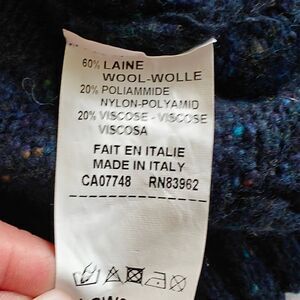 60% LAINE
WOOL-WOLLE
20% POLIAMMIDE
NYLON-POLYAMID
20% VISCOSE - VISCOSE
VISCOSA
FAIT EN ITALIE
MADE IN ITALY
CA07748 RN83962